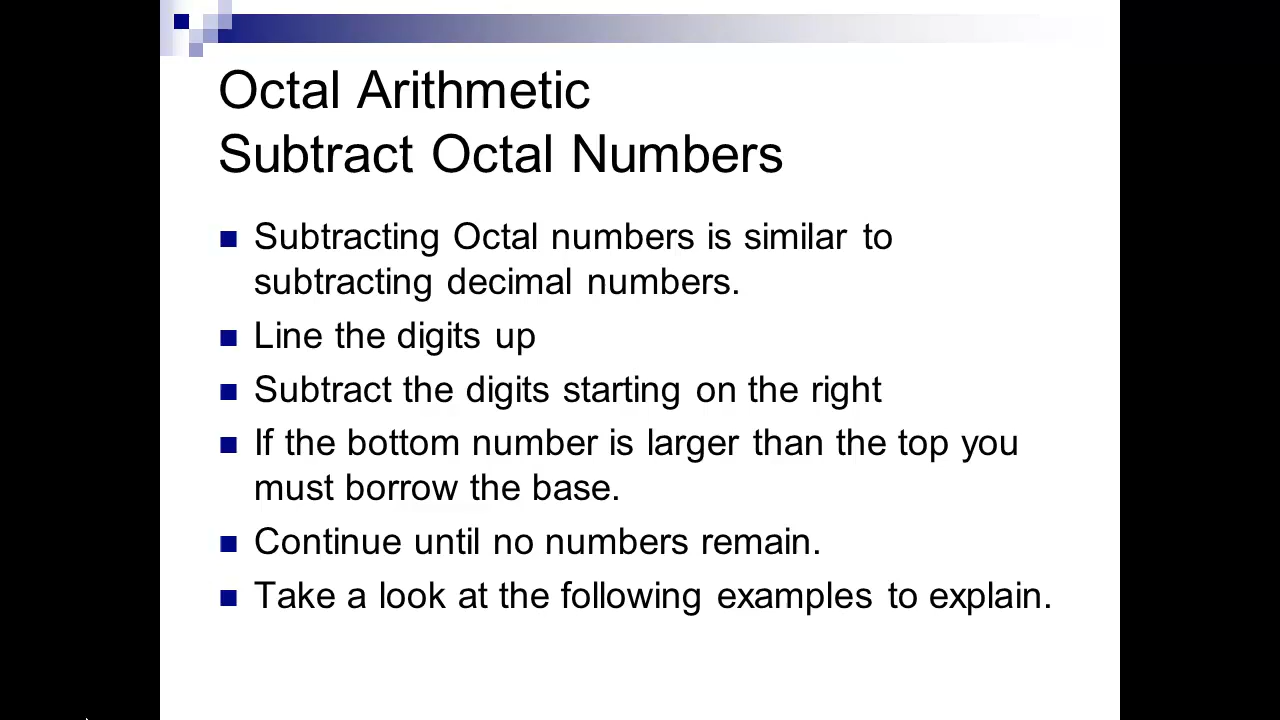 Octal Arithmetic
Subtract Octal Numbers
Subtracting Octal numbers is similar to
subtracting decimal numbers.
Line the digits up
Subtract the digits starting on the right
If the bottom number is larger than the top you
must borrow the base.
Continue until no numbers remain.
Take a look at the following examples to explain.